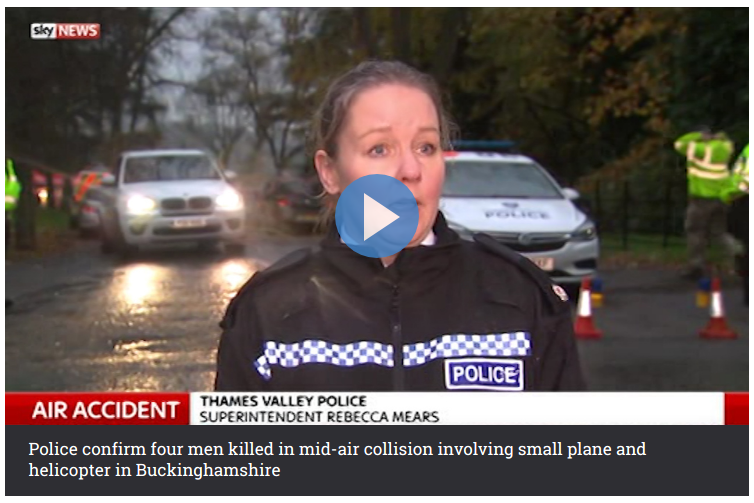 sky NEWS
POLICE
POLICE
AIR ACCIDENT
THAMES VALLEY POLICE
SUPERINTENDENT REBECCA MEARS
Police confirm four men killed in mid-air collision involving small plane and
helicopter in Buckinghamshire